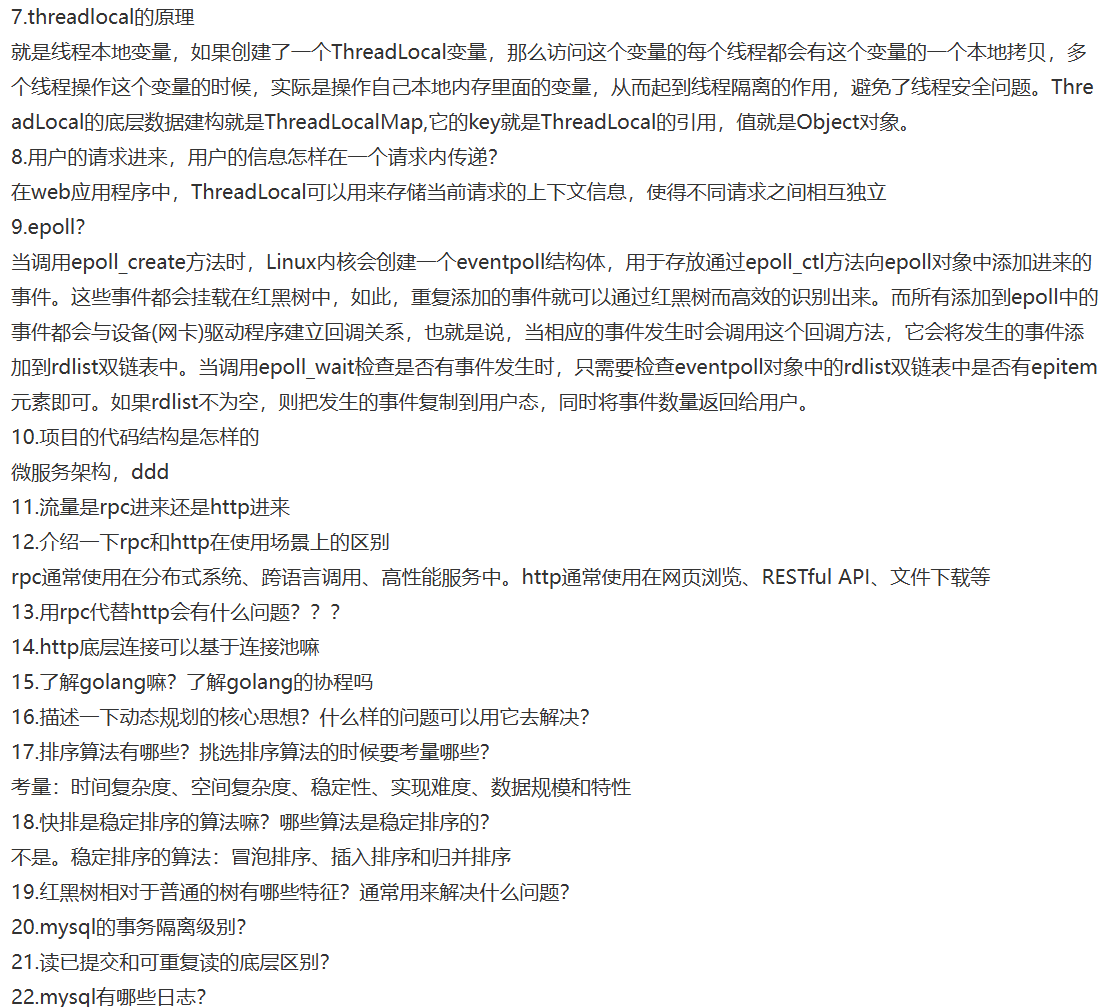 7.threadlocal的原理
就是线程本地变量，如果创建了一个ThreadLocal变量，那么访问这个变量的每个线程都会有这个变量的一个本地拷贝，多
个线程操作这个变量的时候，实际是操作自己本地内存里面的变量，从而起到线程隔离的作用，避免了线程安全问题。Thre
adLocal的底层数据建构就是ThreadLocalMap,它的key就是ThreadLocal的引用，值就是Object对象。
8.用户的请求进来，用户的信息怎样在一个请求内传递？
在web应用程序中，ThreadLocal可以用来存储当前请求的上下文信息，使得不同请求之间相互独立
9.epoll？
当调用epoll_create方法时，Linux内核会创建一个eventpoll结构体，用于存放通过epoll_ctl方法向epoll对象中添加进来的
事件。这些事件都会挂载在红黑树中，如此，重复添加的事件就可以通过红黑树而高效的识别出来。而所有添加到epoll中的
事件都会与设备(网卡)驱动程序建立回调关系，也就是说，当相应的事件发生时会调用这个回调方法，它会将发生的事件添
加到rdlist双链表中。当调用epoll_wait检查是否有事件发生时，只需要检查eventpoll对象中的rdlist双链表中是否有epitem
元素即可。如果rdlist不为空，则把发生的事件复制到用户态，同时将事件数量返回给用户。
10.项目的代码结构是怎样的
微服务架构，ddd
11.流量是rpc进来还是http进来
12.介绍一下rpc和http在使用场景上的区别
rpc通常使用在分布式系统、跨语言调用、高性能服务中。http通常使用在网页浏览、RESTful API、文件下载等
13.用rpc代替http会有什么问题？？？
14.http底层连接可以基于连接池嘛
15.了解golang嘛？了解golang的协程吗
16.描述一下动态规划的核心思想？什么样的问题可以用它去解决？
17.排序算法有哪些？挑选排序算法的时候要考量哪些？
考量：时间复杂度、空间复杂度、稳定性、实现难度、数据规模和特性
18.快排是稳定排序的算法嘛？哪些算法是稳定排序的？
不是。稳定排序的算法：冒泡排序、插入排序和归并排序
19.红黑树相对于普通的树有哪些特征？通常用来解决什么问题？
20.mysql的事务隔离级别？
21.读已提交和可重复读的底层区别？
22.mysql有哪些日志？